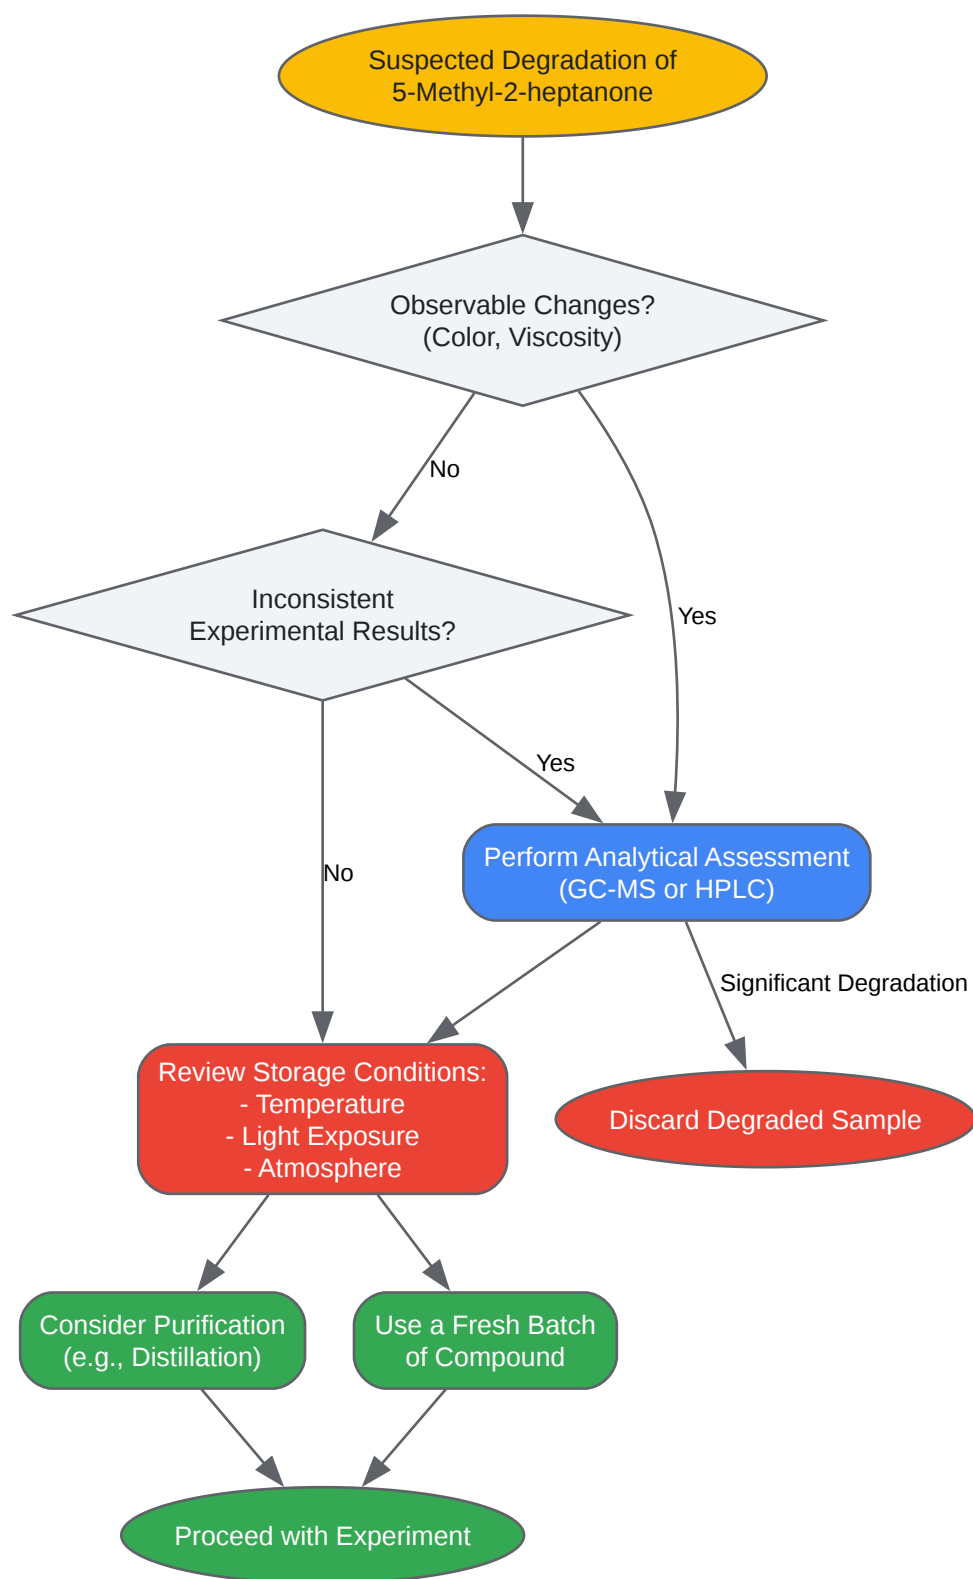 Suspected Degradation of
5-Methyl-2-heptanone
Observable Changes?
(Color, Viscosity)
No
Yes
Inconsistent
Experimental Results?
Yes
No
Perform Analytical Assessment
(GC-MS or HPLC)
Significant Degradation
Review Storage Conditions:
- Temperature
- Light Exposure
- Atmosphere
Discard Degraded Sample
Consider Purification
(e.g., Distillation)
Use a Fresh Batch
of Compound
Proceed with Experiment